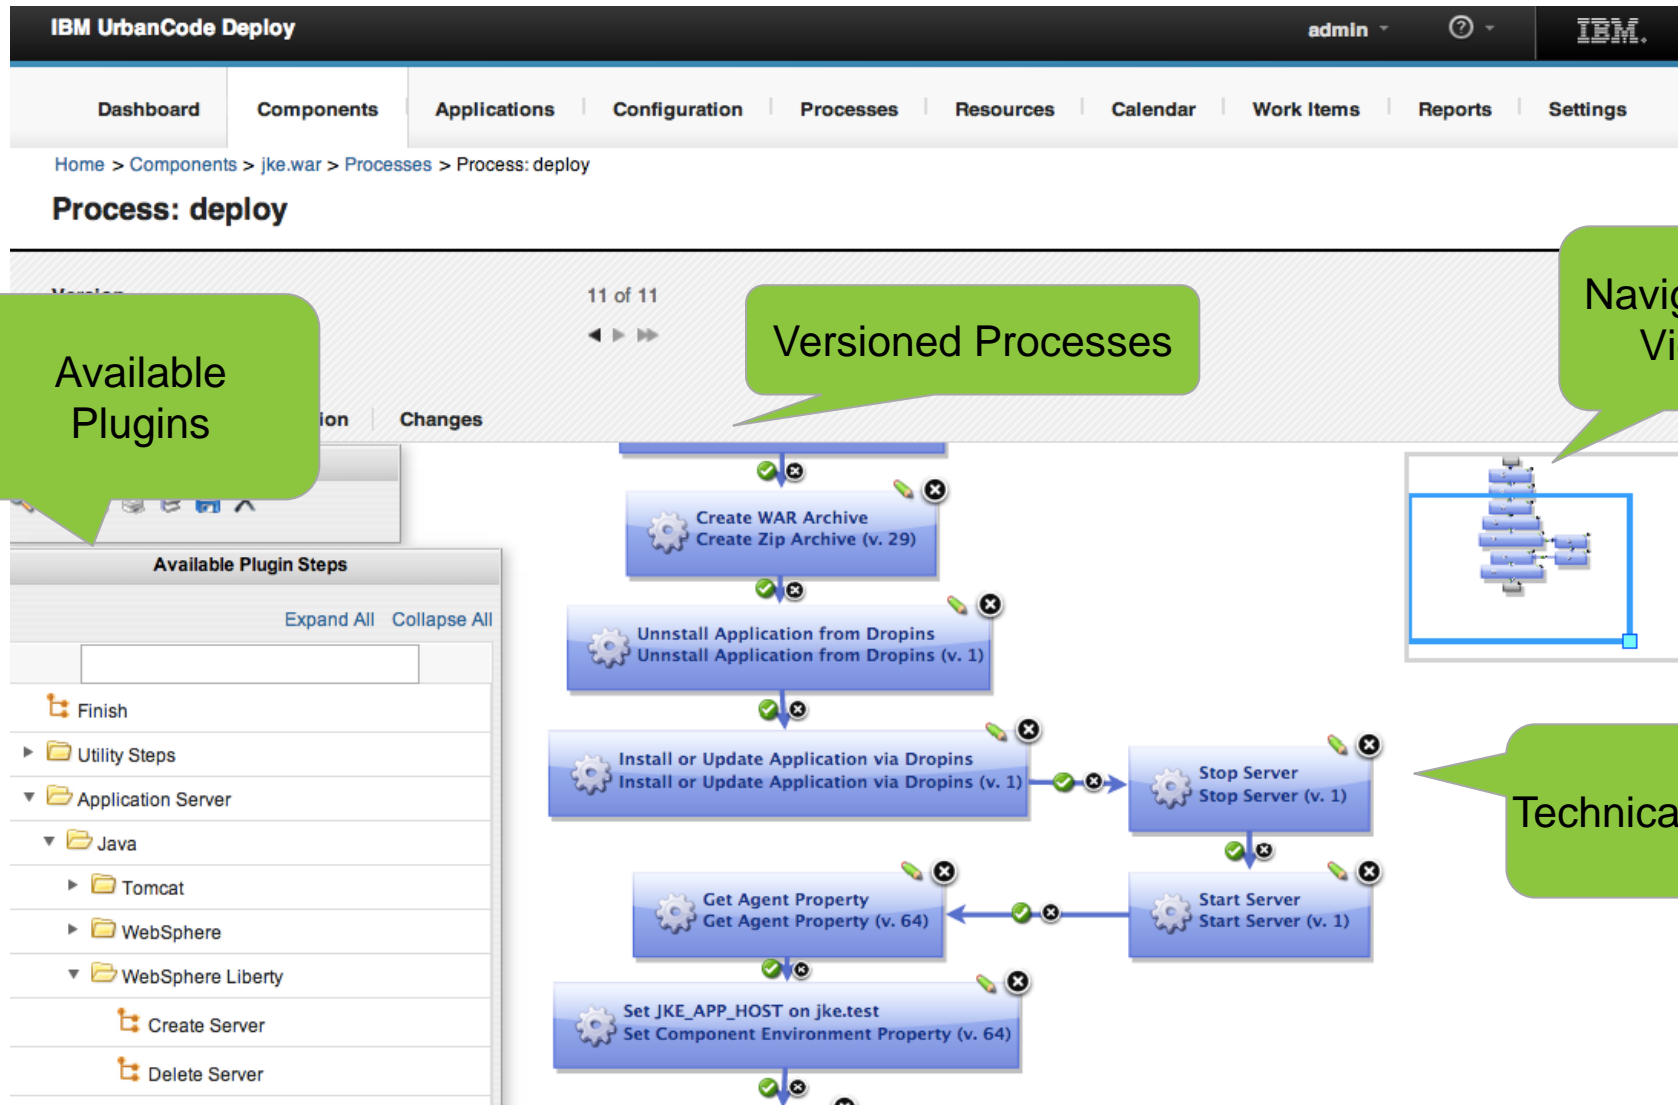 IBM UrbanCode Deploy
admin
IBM
Dashboard Components Applications Configuration Processes Resources Calendar Work Items Reports Settings
Home > Components > jke.war > Processes > Process: deploy
Process: deploy
11 of 11
Versioned Processes
Available
Plugins
Changes
Available Plugin Steps
Expand All Collapse All
Finish
Utility Steps
Application Server
Java
Tomcat
WebSphere
WebSphere Liberty
Create Server
Delete Server
Create WAR Archive
Create Zip Archive (v. 29)
Unnstall Application from Dropins
Unnstall Application from Dropins (v. 1)
Install or Update Application via Dropins
Install or Update Application via Dropins (v. 1)
Stop Server
Stop Server (v. 1)
Start Server
Start Server (v. 1)
Get Agent Property
Get Agent Property (v. 64)
Set JKE_APP_HOST on jke.test
Set Component Environment Property (v. 64)